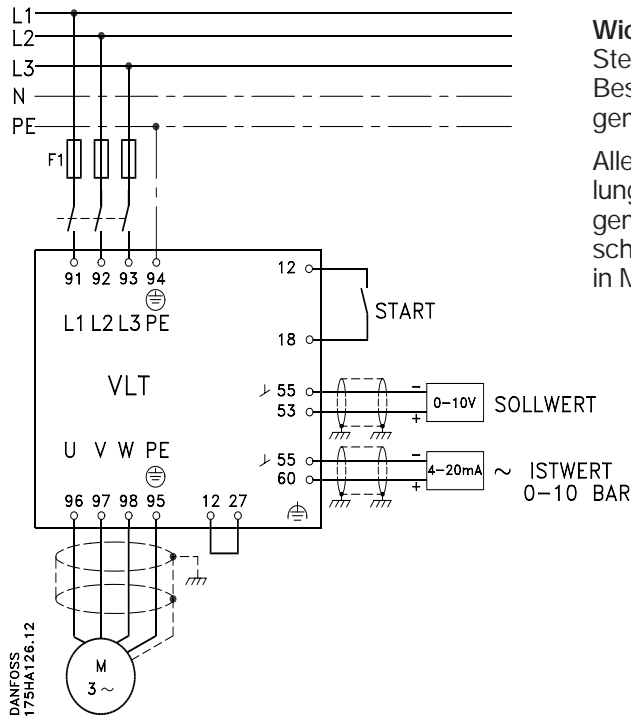 L1
L2
L3
N
PE
F1
91 92 93 94
L1 L2 L3 PE
VLT
U V W PE
96 97 98 95
12 27
12
18
START
55
53
-
+
0-10V
SOLLWERT
55
60
-
+
4-20mA
~ ISTWERT
0-10 BAR
M
3 ~
DANFOSS
175HA126.12
Wic
Ste
Bes
gen
Alle
lung
gen
sch
in M